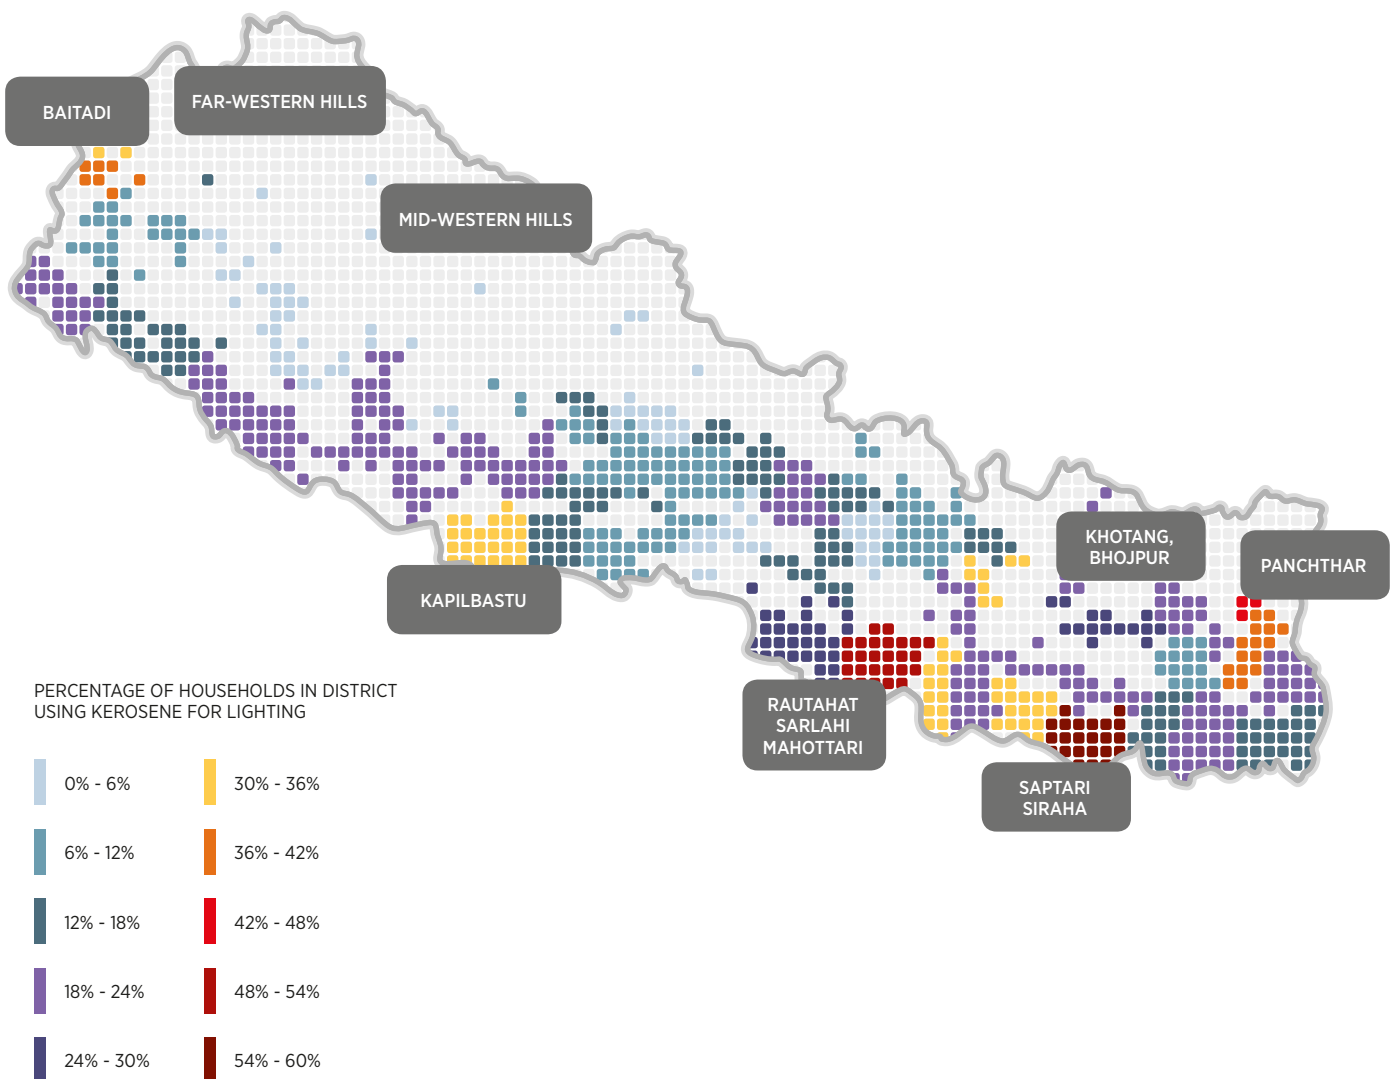 BAITADI
FAR-WESTERN HILLS
MID-WESTERN HILLS
KHOTANG,
BHOJPUR
PANCHTHAR
KAPILBASTU
RAUTAHAT
SARLAHI
MAHOTTARI
SAPTARI
SIRAHA
PERCENTAGE OF HOUSEHOLDS IN DISTRICT
USING KEROSENE FOR LIGHTING
0% - 6%
6% - 12%
12% - 18%
18% - 24%
24% - 30%
30% - 36%
36% - 42%
42% - 48%
48% - 54%
54% - 60%